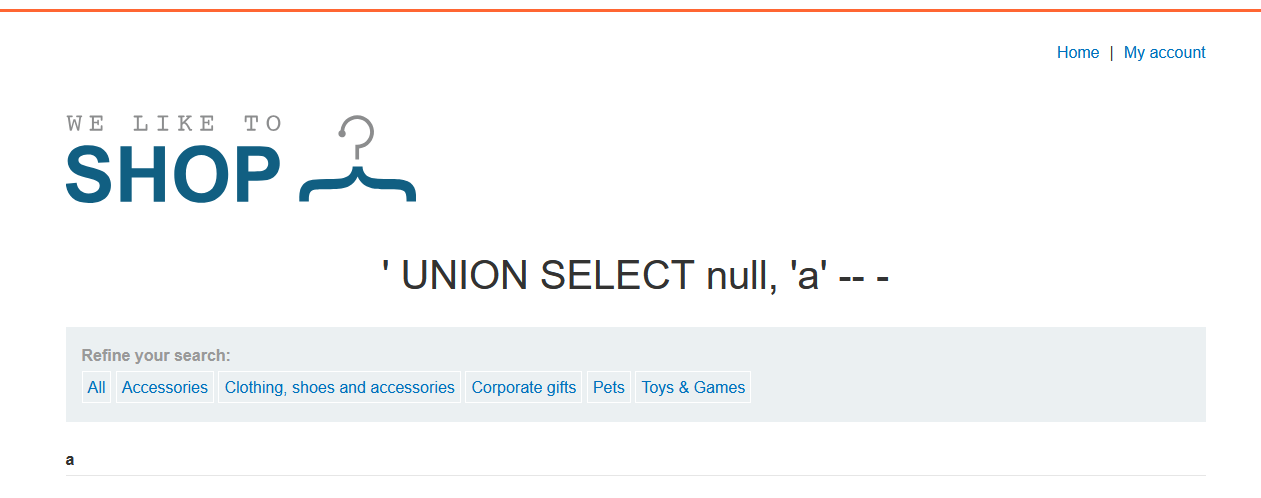 Home | My account
WE LIKE TO
SHOP
' UNION SELECT null, 'a' -- -
Refine your search:
All Accessories Clothing, shoes and accessories Corporate gifts Pets Toys & Games
a